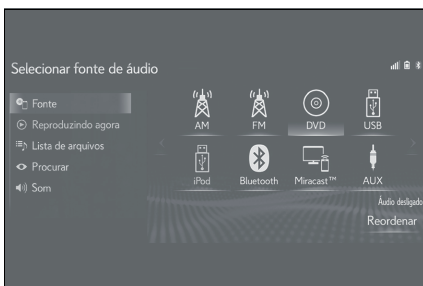 Selecionar fonte de áudio
Fonte
Reproduzindo agora
Lista de arquivos
Procurar
Som
AM
FM
DVD
USB
iPod
Bluetooth
Miracast™
AUX
Áudio desligado
Reordenar